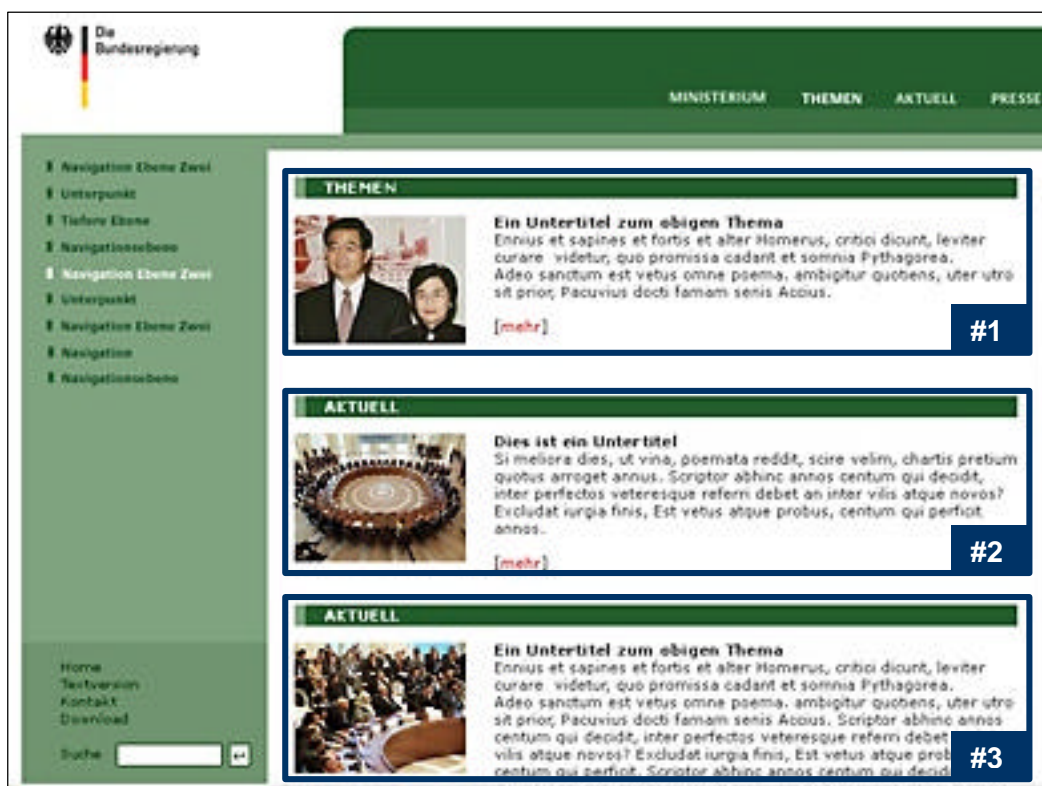 Die
Bundesregierung
MINISTERIUM THEMEN AKTUELL PRESSE
Navigation Ebene Zwei
Unterpunkt
Tiefere Ebene
Navigationsebene
Navigation Ebene Zwei
Unterpunkt
Navigation Ebene Zwei
Navigation
Navigationsebene
THEMEN
Ein Untertitel zum obigen Thema
Ennius et sapines et fortis et alter Homerus, critici dicunt, leviter
curare videtur, quo promissa cadant et somnia Pythagorea.
Adeo sanctum est vetus omne poema. ambigitur quotiens, uter utro
sit prior, Pacuvius docti famam senis Accius.
[mehr]
#1
AKTUELL
Dies ist ein Untertitel
Si meliora dies, ut vina, poemata reddit, scire velim, chartis pretium
quotus arroget annus. Scriptor abhinc annos centum qui decidit,
inter perfectos veteresque referri debet an inter vilis atque novos?
Excludat iurgia finis, Est vetus atque probus, centum qui perficit
annos.
[mehr]
#2
AKTUELL
Ein Untertitel zum obigen Thema
Ennius et sapines et fortis et alter Homerus, critici dicunt, leviter
curare videtur, quo promissa cadant et somnia Pythagorea.
Adeo sanctum est vetus omne poema. ambigitur quotiens, uter utro
sit prior, Pacuvius docti famam senis Accius. Scriptor abhinc annos
centum qui decidit, inter perfectos veteresque referri debet
vilis atque novos? Excludat iurgia finis, Est vetus atque prob
centum qui perficit. Scriptor abhinc annos centum qui decid
#3
Home
Textversion
Kontakt
Download
Suche